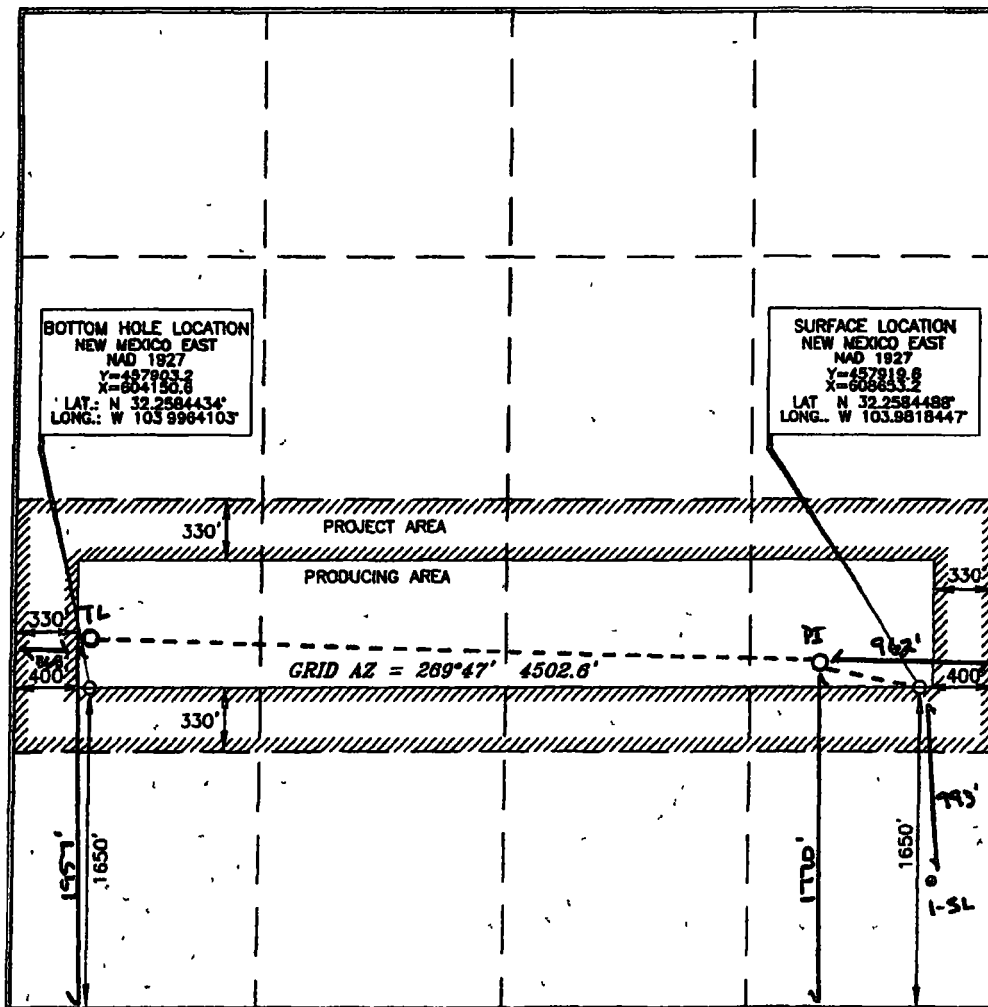 BOTTOM HOLE LOCATION
NEW MEXICO EAST
NAD 1927
Y=457903.2
X=604150.6
LAT.: N 32.2584434°
LONG.: W 103.9964103°
SURFACE LOCATION
NEW MEXICO EAST
NAD 1927
Y=457919.6
X=608653.2
LAT N 32.2584488°
LONG.. W 103.9818447°
330'
PROJECT AREA
PRODUCING AREA
330'
330'
TL
PI
962'
GRID AZ = 269°47' 4502.6'
400'
400'
330'
993'
1957'
1650'
1770'
1650'
1-SL